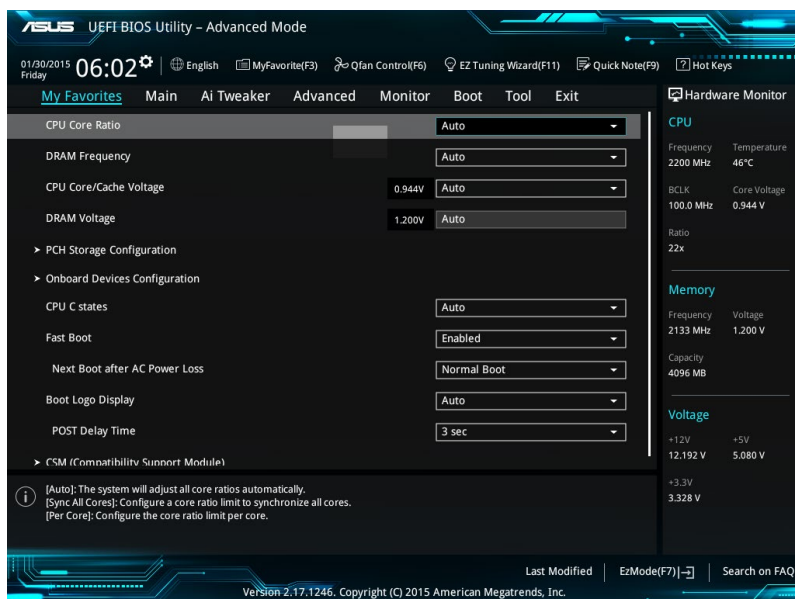 ASUS UEFI BIOS Utility – Advanced Mode
01/30/2015
Friday
06:02
English
MyFavorite(F3)
Qfan Control(F6)
EZ Tuning Wizard(F11)
Quick Note(F9)
? Hot Keys
My Favorites Main Ai Tweaker Advanced Monitor Boot Tool Exit
CPU Core Ratio Auto
DRAM Frequency Auto
CPU Core/Cache Voltage 0.944V Auto
DRAM Voltage 1.200V Auto
PCH Storage Configuration
Onboard Devices Configuration
CPU C states Auto
Fast Boot Enabled
Next Boot after AC Power Loss Normal Boot
Boot Logo Display Auto
POST Delay Time 3 sec
CSM (Compatibility Support Module)
[Auto]: The system will adjust all core ratios automatically.
[Sync All Cores]: Configure a core ratio limit to synchronize all cores.
[Per Core]: Configure the core ratio limit per core.
Hardware Monitor
CPU
Frequency Temperature
2200 MHz 46°C
BCLK Core Voltage
100.0 MHz 0.944 V
Ratio
22x
Memory
Frequency Voltage
2133 MHz 1.200 V
Capacity
4096 MB
Voltage
+12V +5V
12.192 V 5.080 V
+3.3V
3.328 V
Last Modified EzMode(F7) Search on FAQ
Version 2.17.1246. Copyright (C) 2015 American Megatrends, Inc.